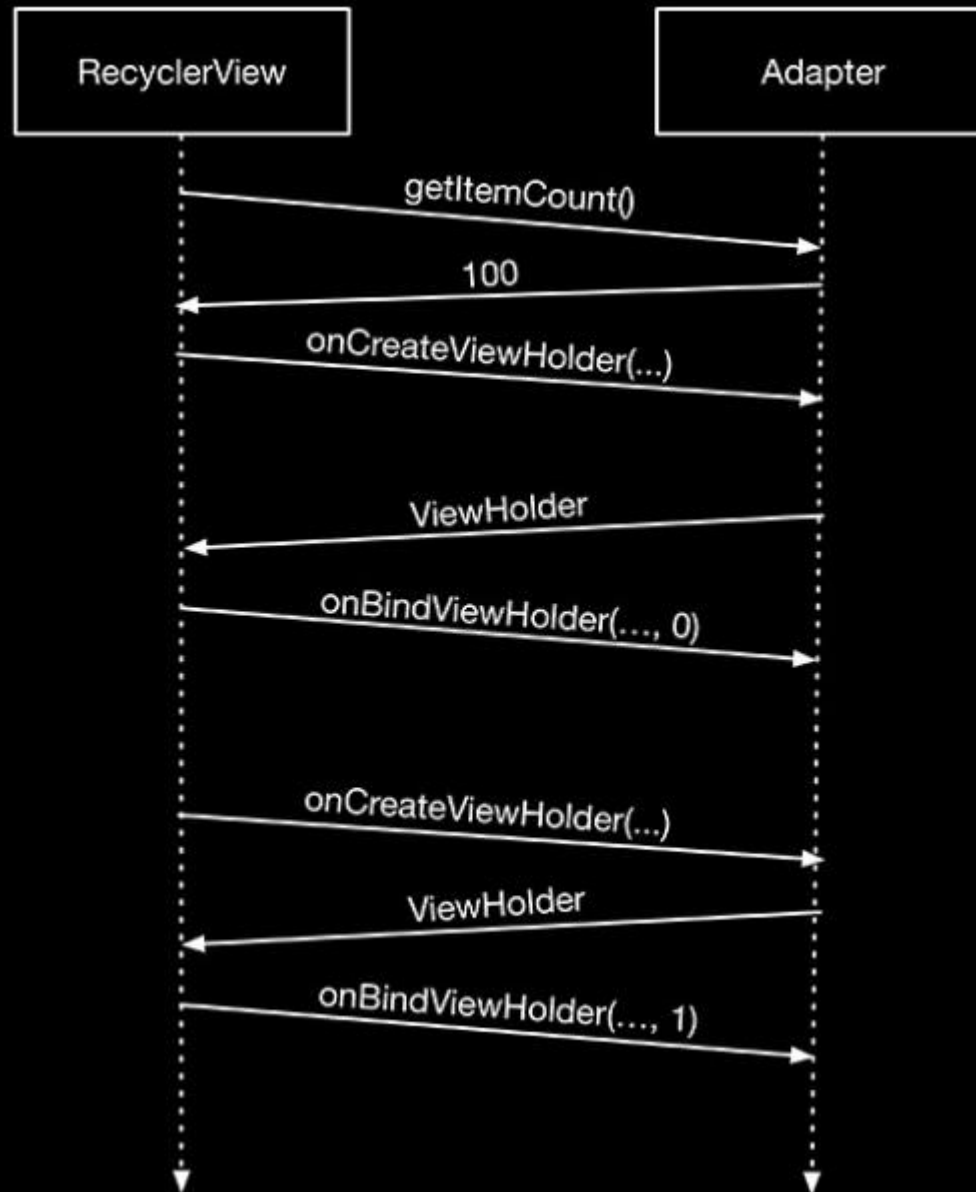 RecyclerView
Adapter
getItemCount()
100
onCreateViewHolder(...)
ViewHolder
onBindViewHolder(..., 0)
onCreateViewHolder(...)
ViewHolder
onBindViewHolder(..., 1)